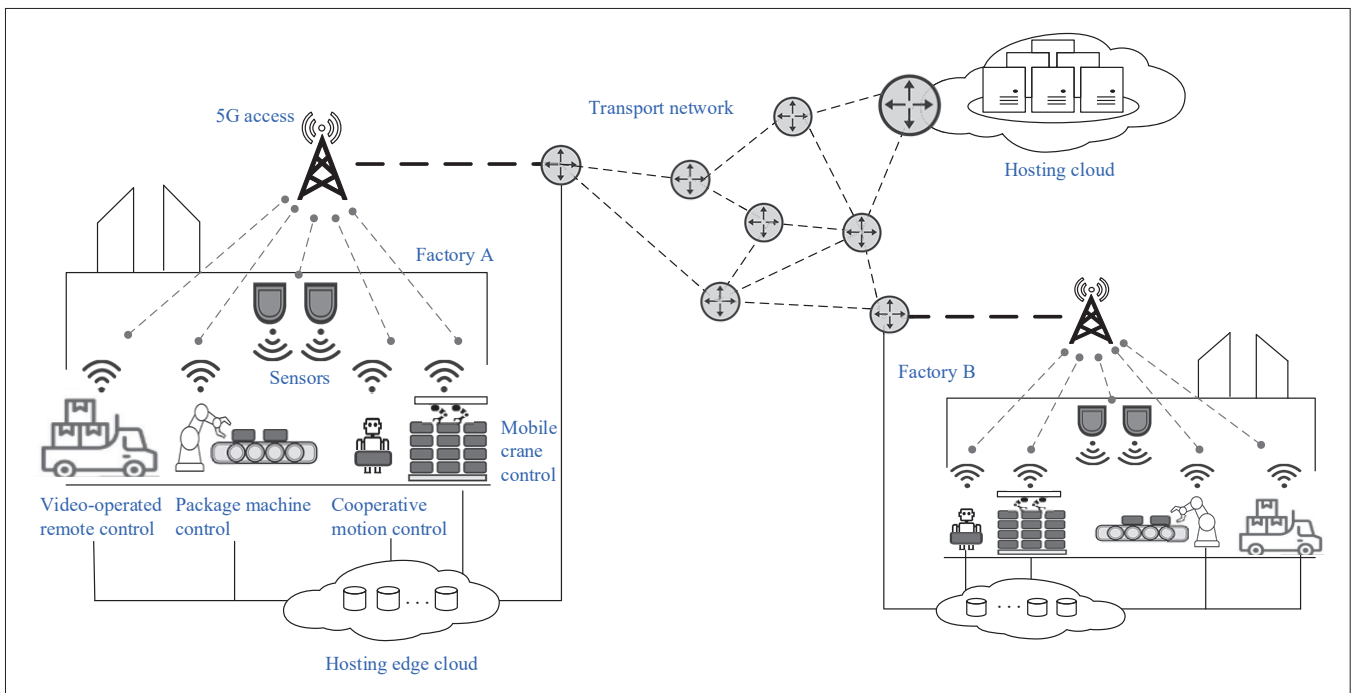 5G access
Transport network
Hosting cloud
Factory A
Sensors
Factory B
Mobile
crane
control
Video-operated
remote control
Package machine
control
Cooperative
motion control
Hosting edge cloud